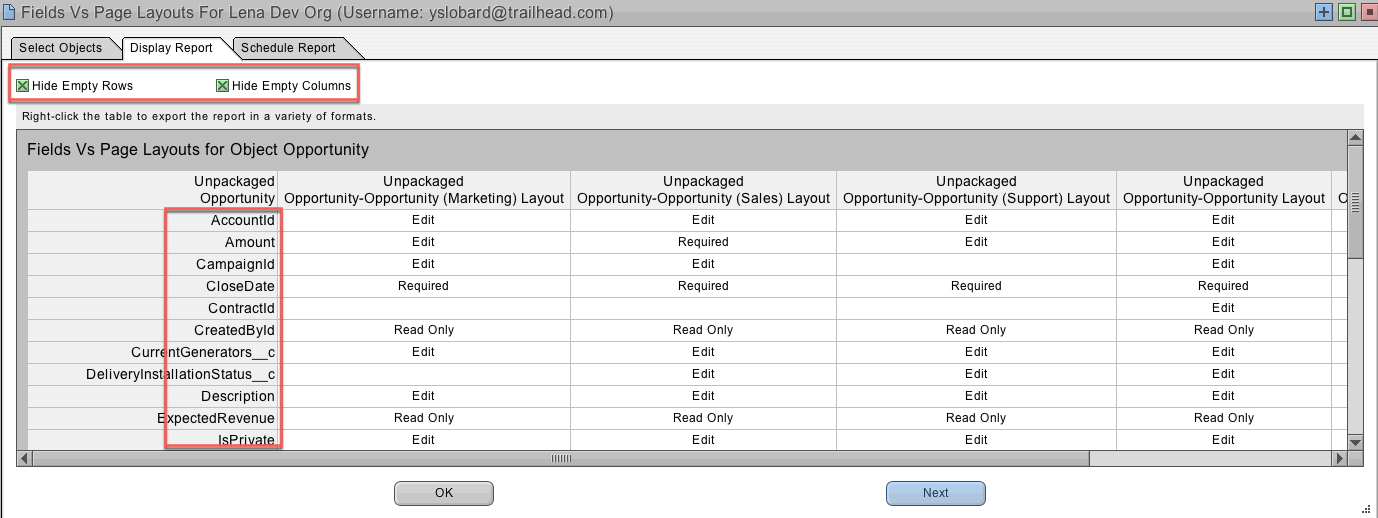 Fields Vs Page Layouts For Lena Dev Org (Username: yslobard@trailhead.com)
Select Objects Display Report Schedule Report
Hide Empty Rows Hide Empty Columns
Right-click the table to export the report in a variety of formats.
Fields Vs Page Layouts for Object Opportunity
Unpackaged Unpackaged Unpackaged Unpackaged Unpackaged
Opportunity Opportunity-Opportunity (Marketing) Layout Opportunity-Opportunity (Sales) Layout Opportunity-Opportunity (Support) Layout Opportunity-Opportunity Layout
AccountId Edit Edit Edit Edit
Amount Edit Required Edit Edit
CampaignId Edit Edit Edit
CloseDate Required Required Required Required
ContractId Edit
CreatedById Read Only Read Only Read Only Read Only
CurrentGenerators__c Edit Edit Edit Edit
DeliveryInstallationStatus__c Edit Edit Edit
Description Edit Edit Edit Edit
ExpectedRevenue Read Only Read Only Read Only Read Only
IsPrivate Edit Edit Edit Edit
OK Next